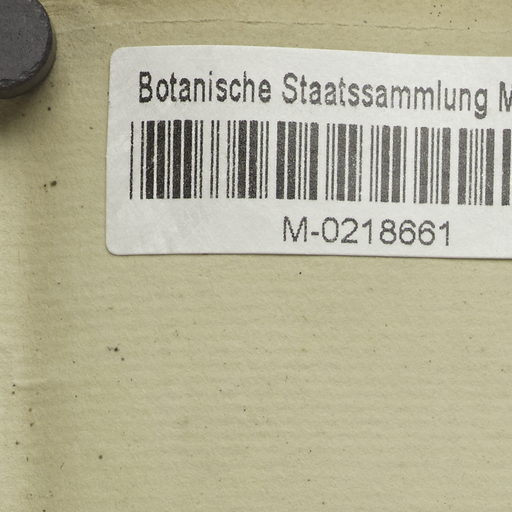 Botanische Staatssammlung M
M-0218661